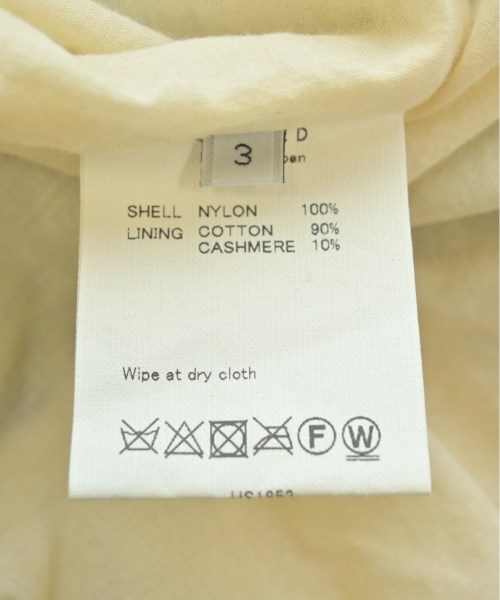 D
3
SHELL NYLON 100%
LINING COTTON 90%
CASHMERE 10%
Wipe at dry cloth
F W